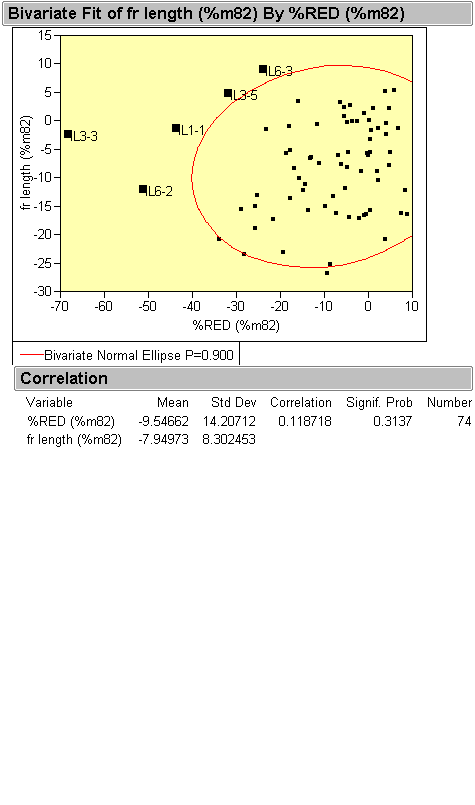 Bivariate Fit of fr length (%m82) By %RED (%m82)
15
10
5
0
-5
-10
-15
-20
-25
-30
fr length (%m82)
L6-3
L3-5
L1-1
L3-3
L6-2
-70 -60 -50 -40 -30 -20 -10 0 10
%RED (%m82)
Bivariate Normal Ellipse P=0.900
Correlation
Variable Mean Std Dev Correlation Signif. Prob Number
%RED (%m82) -9.54662 14.20712 0.118718 0.3137 74
fr length (%m82) -7.94973 8.302453